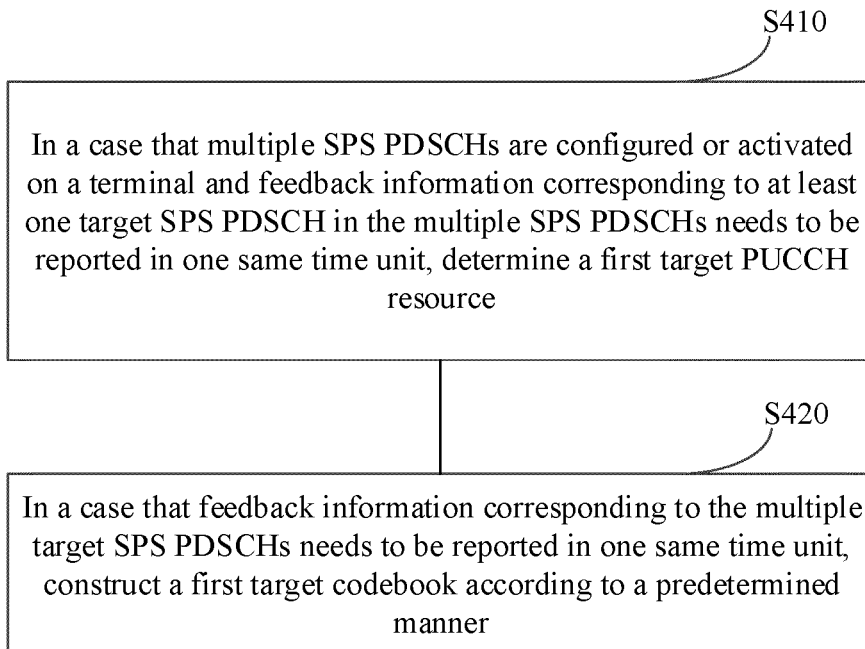 S410
In a case that multiple SPS PDSCHs are configured or activated
on a terminal and feedback information corresponding to at least
one target SPS PDSCH in the multiple SPS PDSCHs needs to be
reported in one same time unit, determine a first target PUCCH
resource
S420
In a case that feedback information corresponding to the multiple
target SPS PDSCHs needs to be reported in one same time unit,
construct a first target codebook according to a predetermined
manner